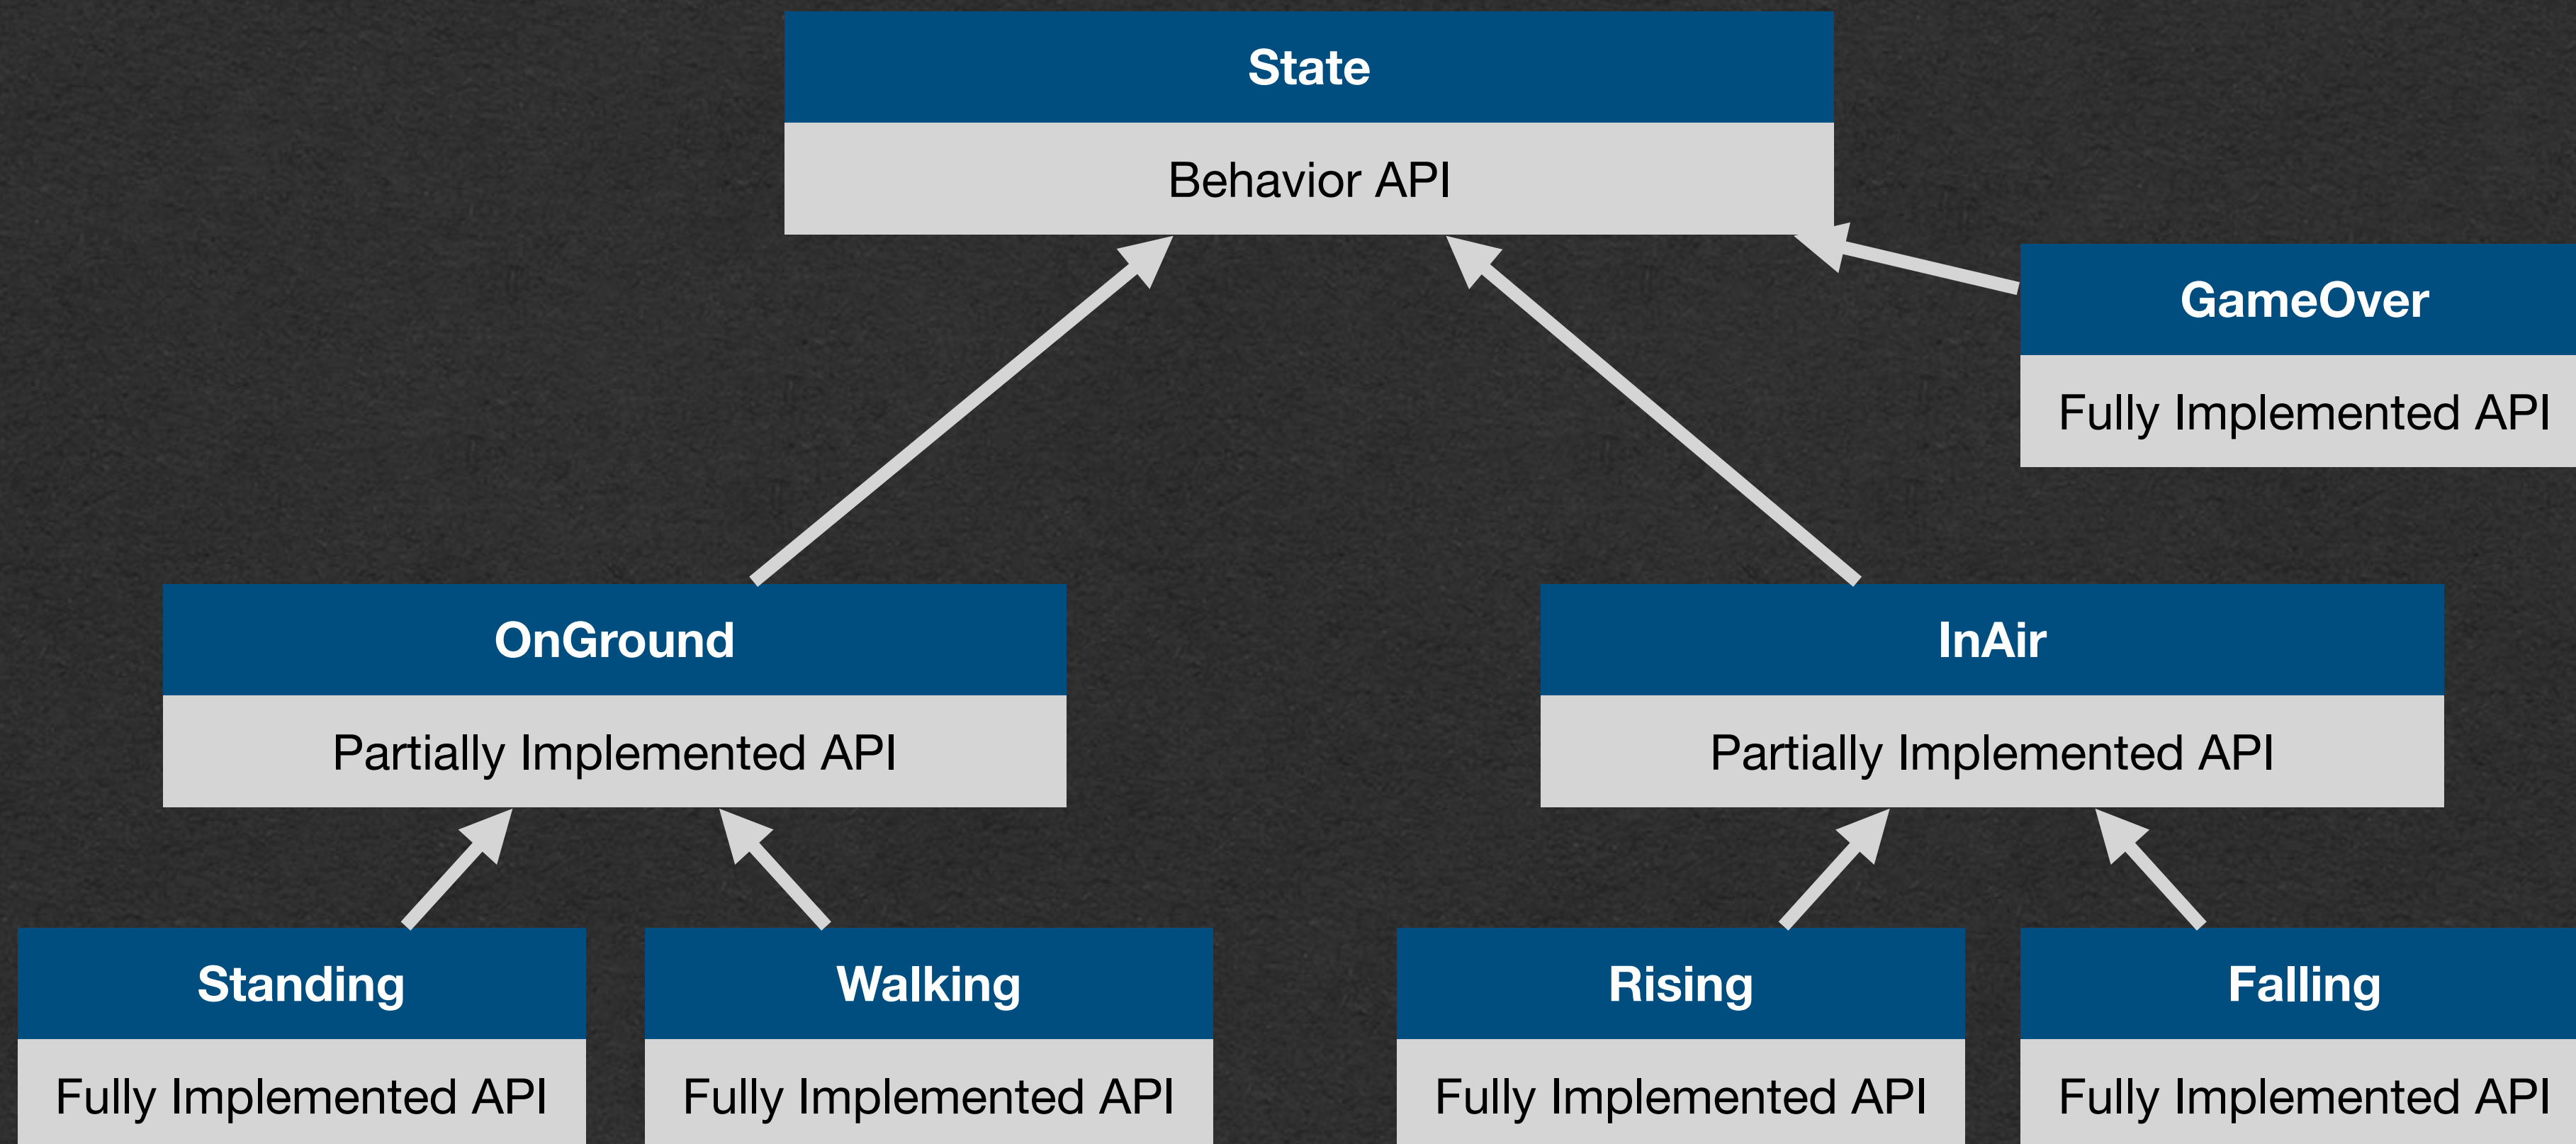 State
Behavior API
GameOver
Fully Implemented API
OnGround
Partially Implemented API
InAir
Partially Implemented API
Standing
Fully Implemented API
Walking
Fully Implemented API
Rising
Fully Implemented API
Falling
Fully Implemented API